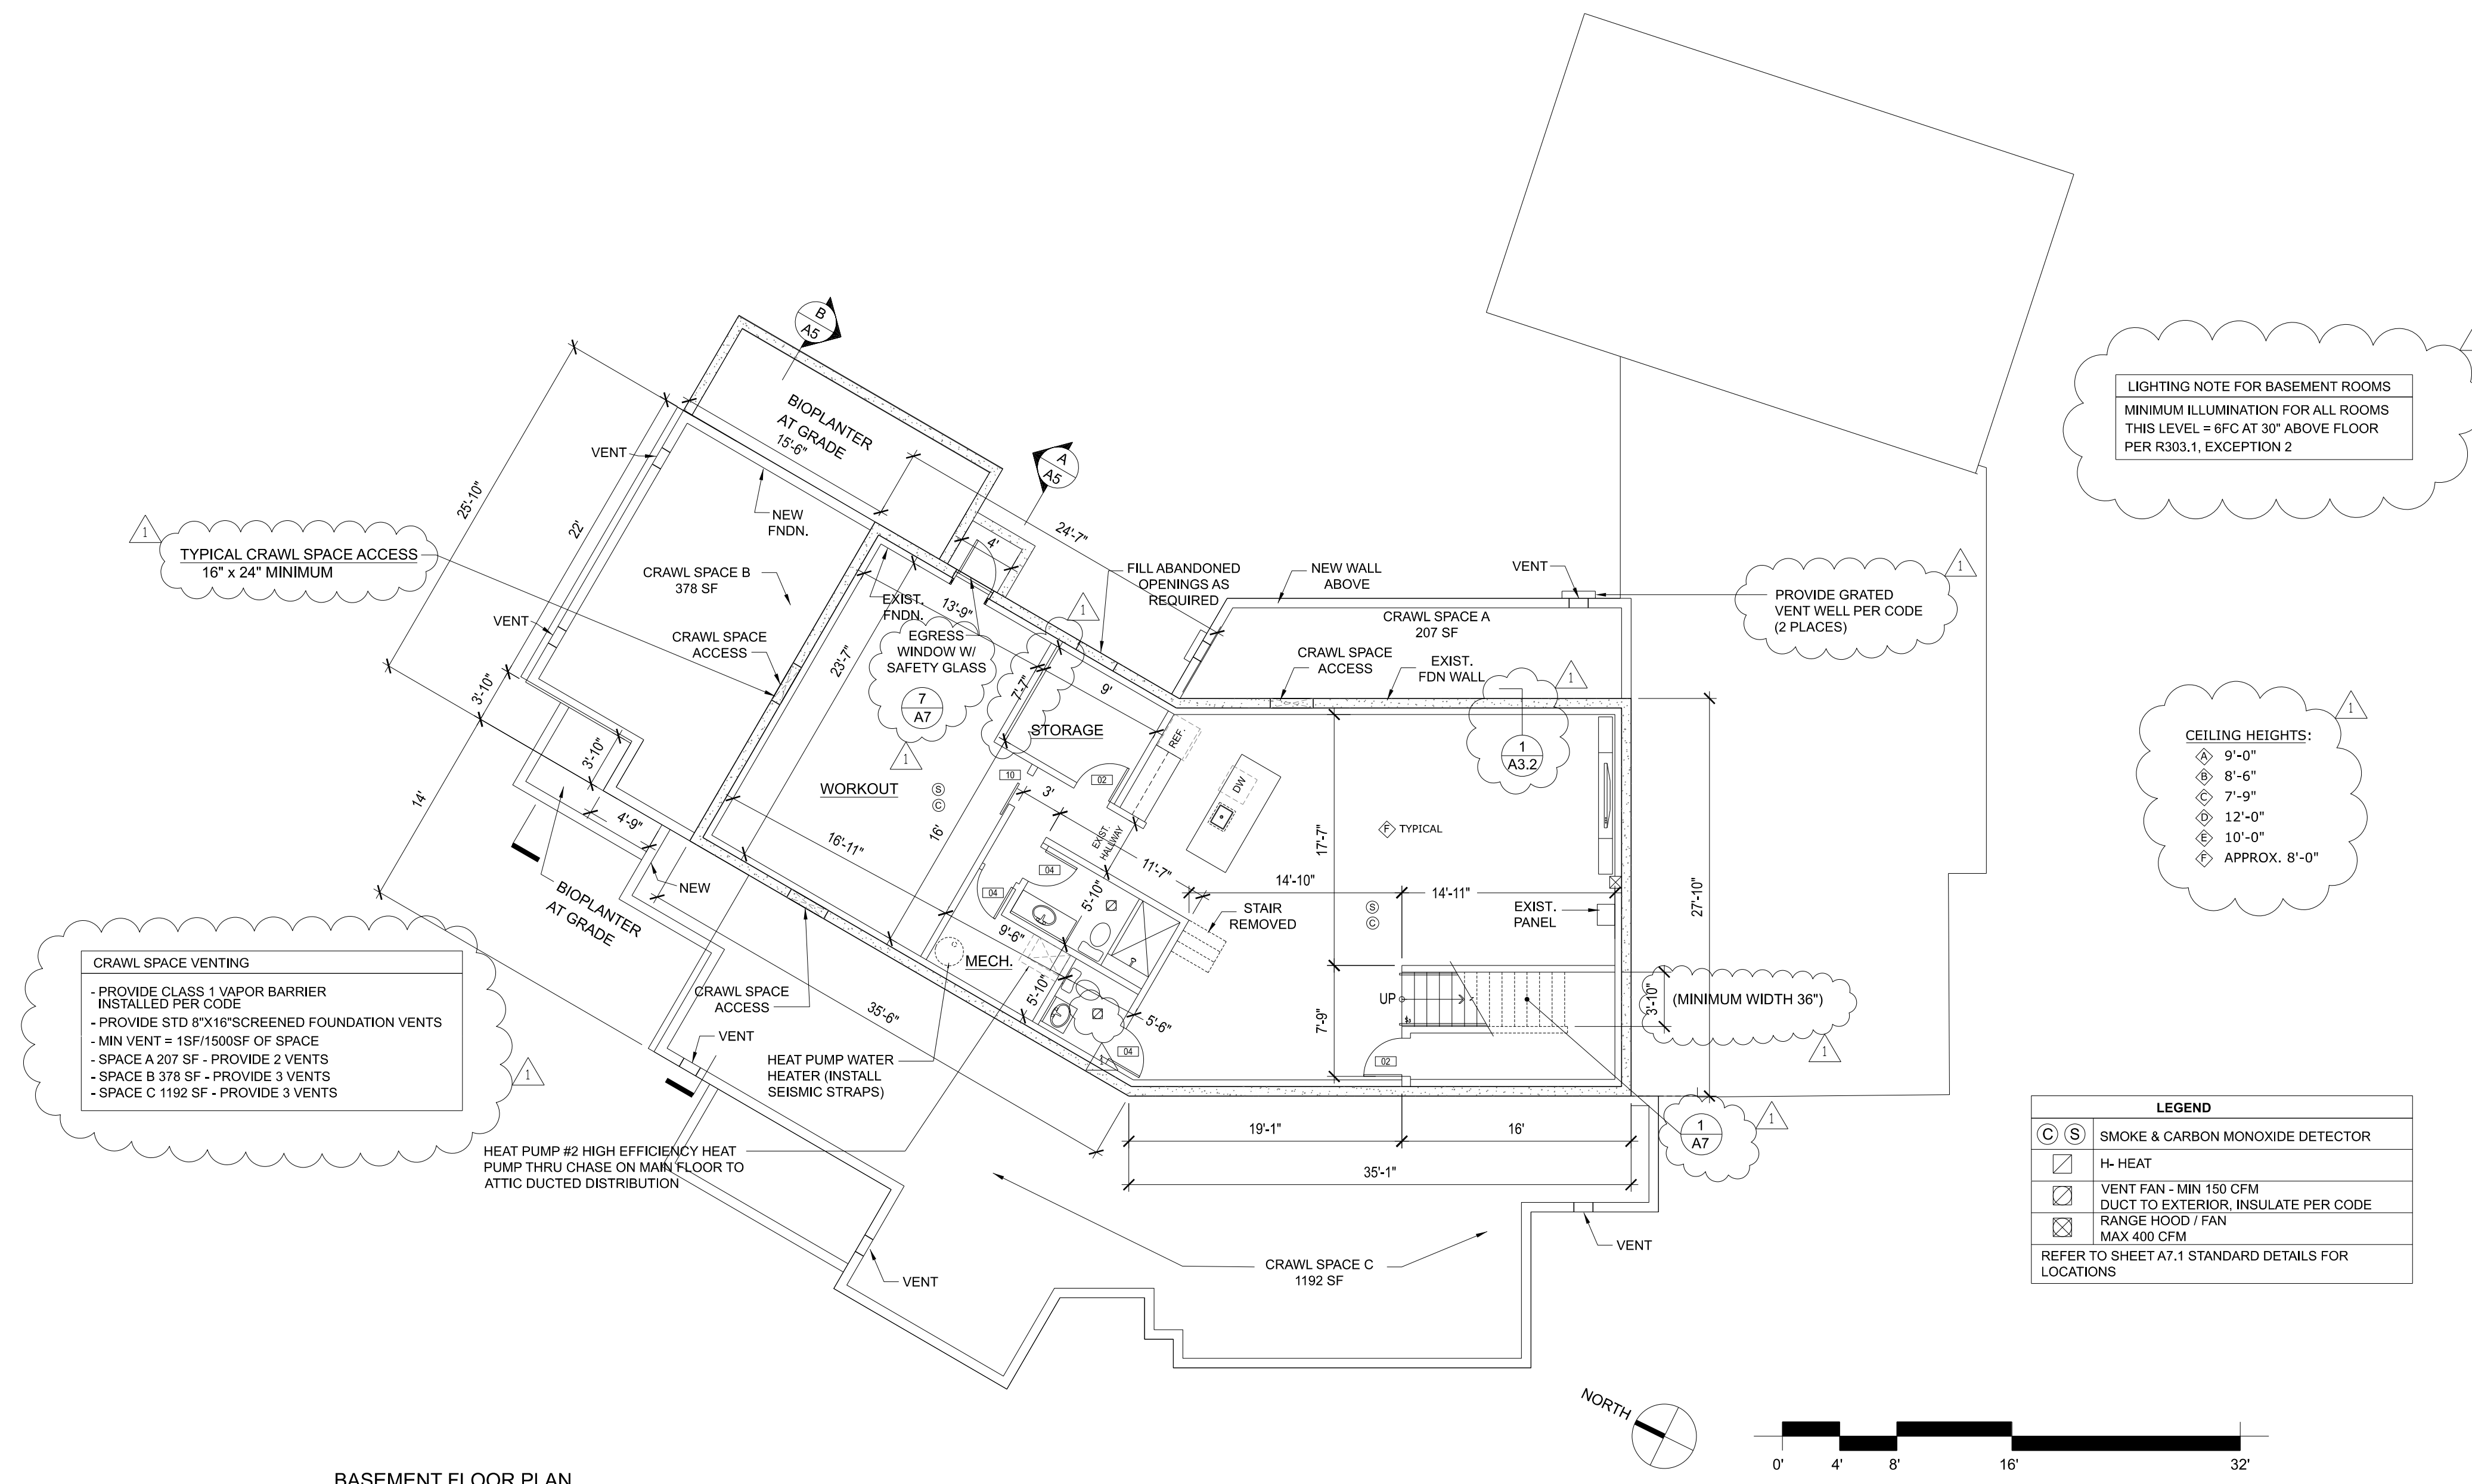 B
A5
BIOPLANTER
AT GRADE
15'-6"
VENT
25'-10"
22'
NEW
FNDN.
A
A5
4'
24'-7"
LIGHTING NOTE FOR BASEMENT ROOMS
MINIMUM ILLUMINATION FOR ALL ROOMS
THIS LEVEL = 6FC AT 30" ABOVE FLOOR
PER R303.1, EXCEPTION 2
1
TYPICAL CRAWL SPACE ACCESS
16" x 24" MINIMUM
CRAWL SPACE B
378 SF
EXIST.
FNDN.
13'-9"
FILL ABANDONED
OPENINGS AS
REQUIRED
NEW WALL
ABOVE
VENT
1
PROVIDE GRATED
VENT WELL PER CODE
(2 PLACES)
VENT
CRAWL SPACE
ACCESS
23'-7"
EGRESS
WINDOW W/
SAFETY GLASS
7
A7
1
1
7'-7"
9'
CRAWL SPACE A
207 SF
CRAWL SPACE
ACCESS
EXIST.
FDN WALL
1
1
A3.2
3'-10"
3'-10"
14'
4'-9"
STORAGE
REF.
DW
WORKOUT
S
C
10
02
3'
16'
16'-11"
EXIST.
HALLWAY
11'-7"
F TYPICAL
17'-7"
1
CEILING HEIGHTS:
A 9'-0"
B 8'-6"
C 7'-9"
D 12'-0"
E 10'-0"
F APPROX. 8'-0"
BIOPLANTER
AT GRADE
NEW
04
04
5'-10"
9'-6"
MECH.
5'-10"
5'-6"
04
1
STAIR
REMOVED
14'-10"
14'-11"
S
C
EXIST.
PANEL
27'-10"
UP
7'-9"
02
3'-10"
(MINIMUM WIDTH 36")
1
CRAWL SPACE VENTING
- PROVIDE CLASS 1 VAPOR BARRIER
INSTALLED PER CODE
- PROVIDE STD 8"X16"SCREENED FOUNDATION VENTS
- MIN VENT = 1SF/1500SF OF SPACE
- SPACE A 207 SF - PROVIDE 2 VENTS
- SPACE B 378 SF - PROVIDE 3 VENTS
- SPACE C 1192 SF - PROVIDE 3 VENTS
1
CRAWL SPACE
ACCESS
35'-6"
VENT
HEAT PUMP WATER
HEATER (INSTALL
SEISMIC STRAPS)
HEAT PUMP #2 HIGH EFFICIENCY HEAT
PUMP THRU CHASE ON MAIN FLOOR TO
ATTIC DUCTED DISTRIBUTION
19'-1"
16'
35'-1"
1
A7
1
VENT
CRAWL SPACE C
1192 SF
VENT
LEGEND
C S SMOKE & CARBON MONOXIDE DETECTOR
H- HEAT
VENT FAN - MIN 150 CFM
DUCT TO EXTERIOR, INSULATE PER CODE
RANGE HOOD / FAN
MAX 400 CFM
REFER TO SHEET A7.1 STANDARD DETAILS FOR
LOCATIONS
NORTH
0' 4' 8' 16' 32'
BASEMENT FLOOR PLAN